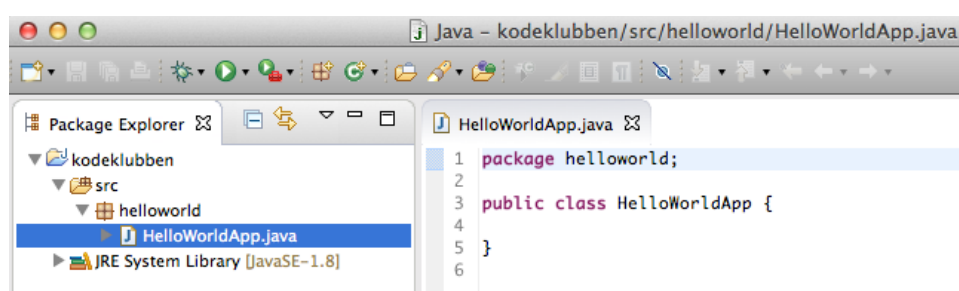 Java – kodeklubben/src/helloworld/HelloWorldApp.java
Package Explorer
kodeklubben
src
helloworld
HelloWorldApp.java
JRE System Library [JavaSE-1.8]
HelloWorldApp.java
1 package helloworld;
2
3 public class HelloWorldApp {
4
5 }
6